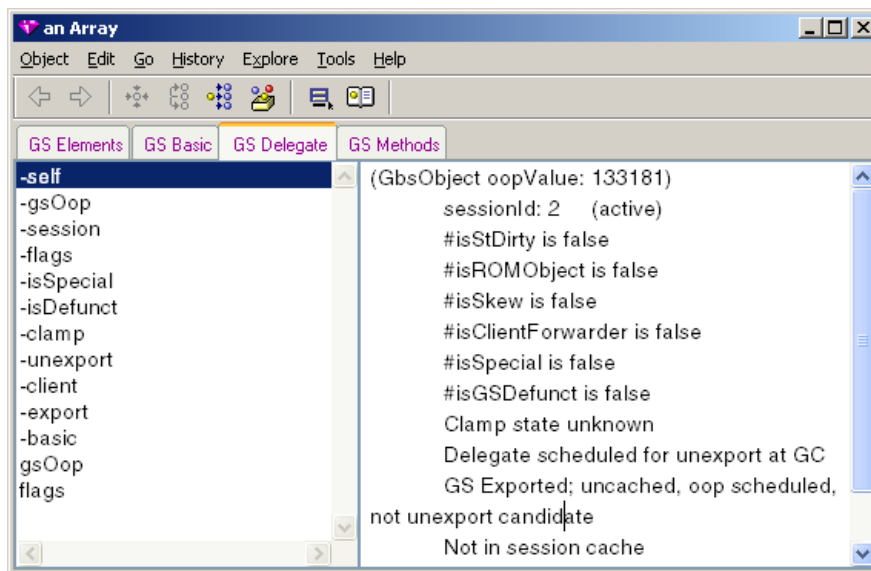 an Array
Object Edit Go History Explore Tools Help
GS Elements GS Basic GS Delegate GS Methods
-self
-gsOop
-session
-flags
-isSpecial
-isDefunct
-clamp
-unexport
-client
-export
-basic
gsOop
flags
(GbsObject oopValue: 133181)
sessionId: 2 (active)
#isStDirty is false
#isROMObject is false
#isSkew is false
#isClientForwarder is false
#isSpecial is false
#isGSDefunct is false
Clamp state unknown
Delegate scheduled for unexport at GC
GS Exported; uncached, oop scheduled,
not unexport candidate
Not in session cache